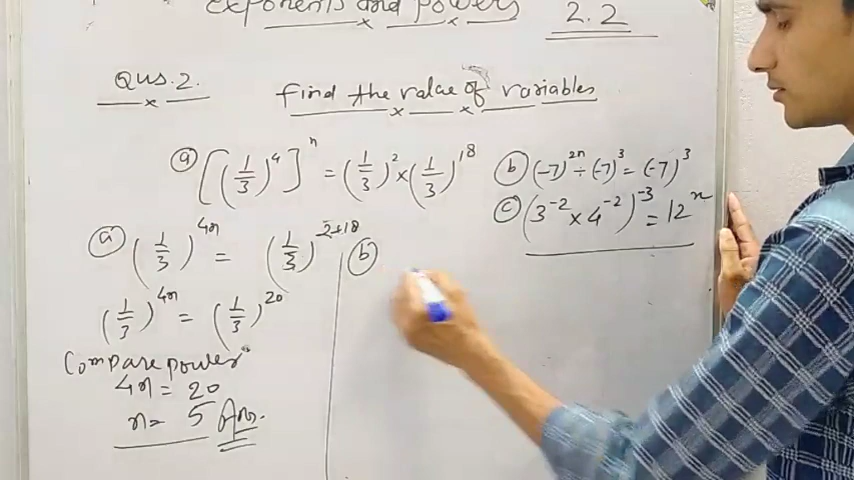 Exponents and powers 2.2
Qus.2. Find the value of variables
(a) [(1/3)^4]^n = (1/3)^2 × (1/3)^18
(b) (-7)^2n ÷ (-7)^3 = (-7)^3
(c) (3^-2 × 4^-2)^-3 = 12^n
(a) (1/3)^4n = (1/3)^2+18
(1/3)^4n = (1/3)^20
Compare powers
4n = 20
n = 5 Ans.
(b)